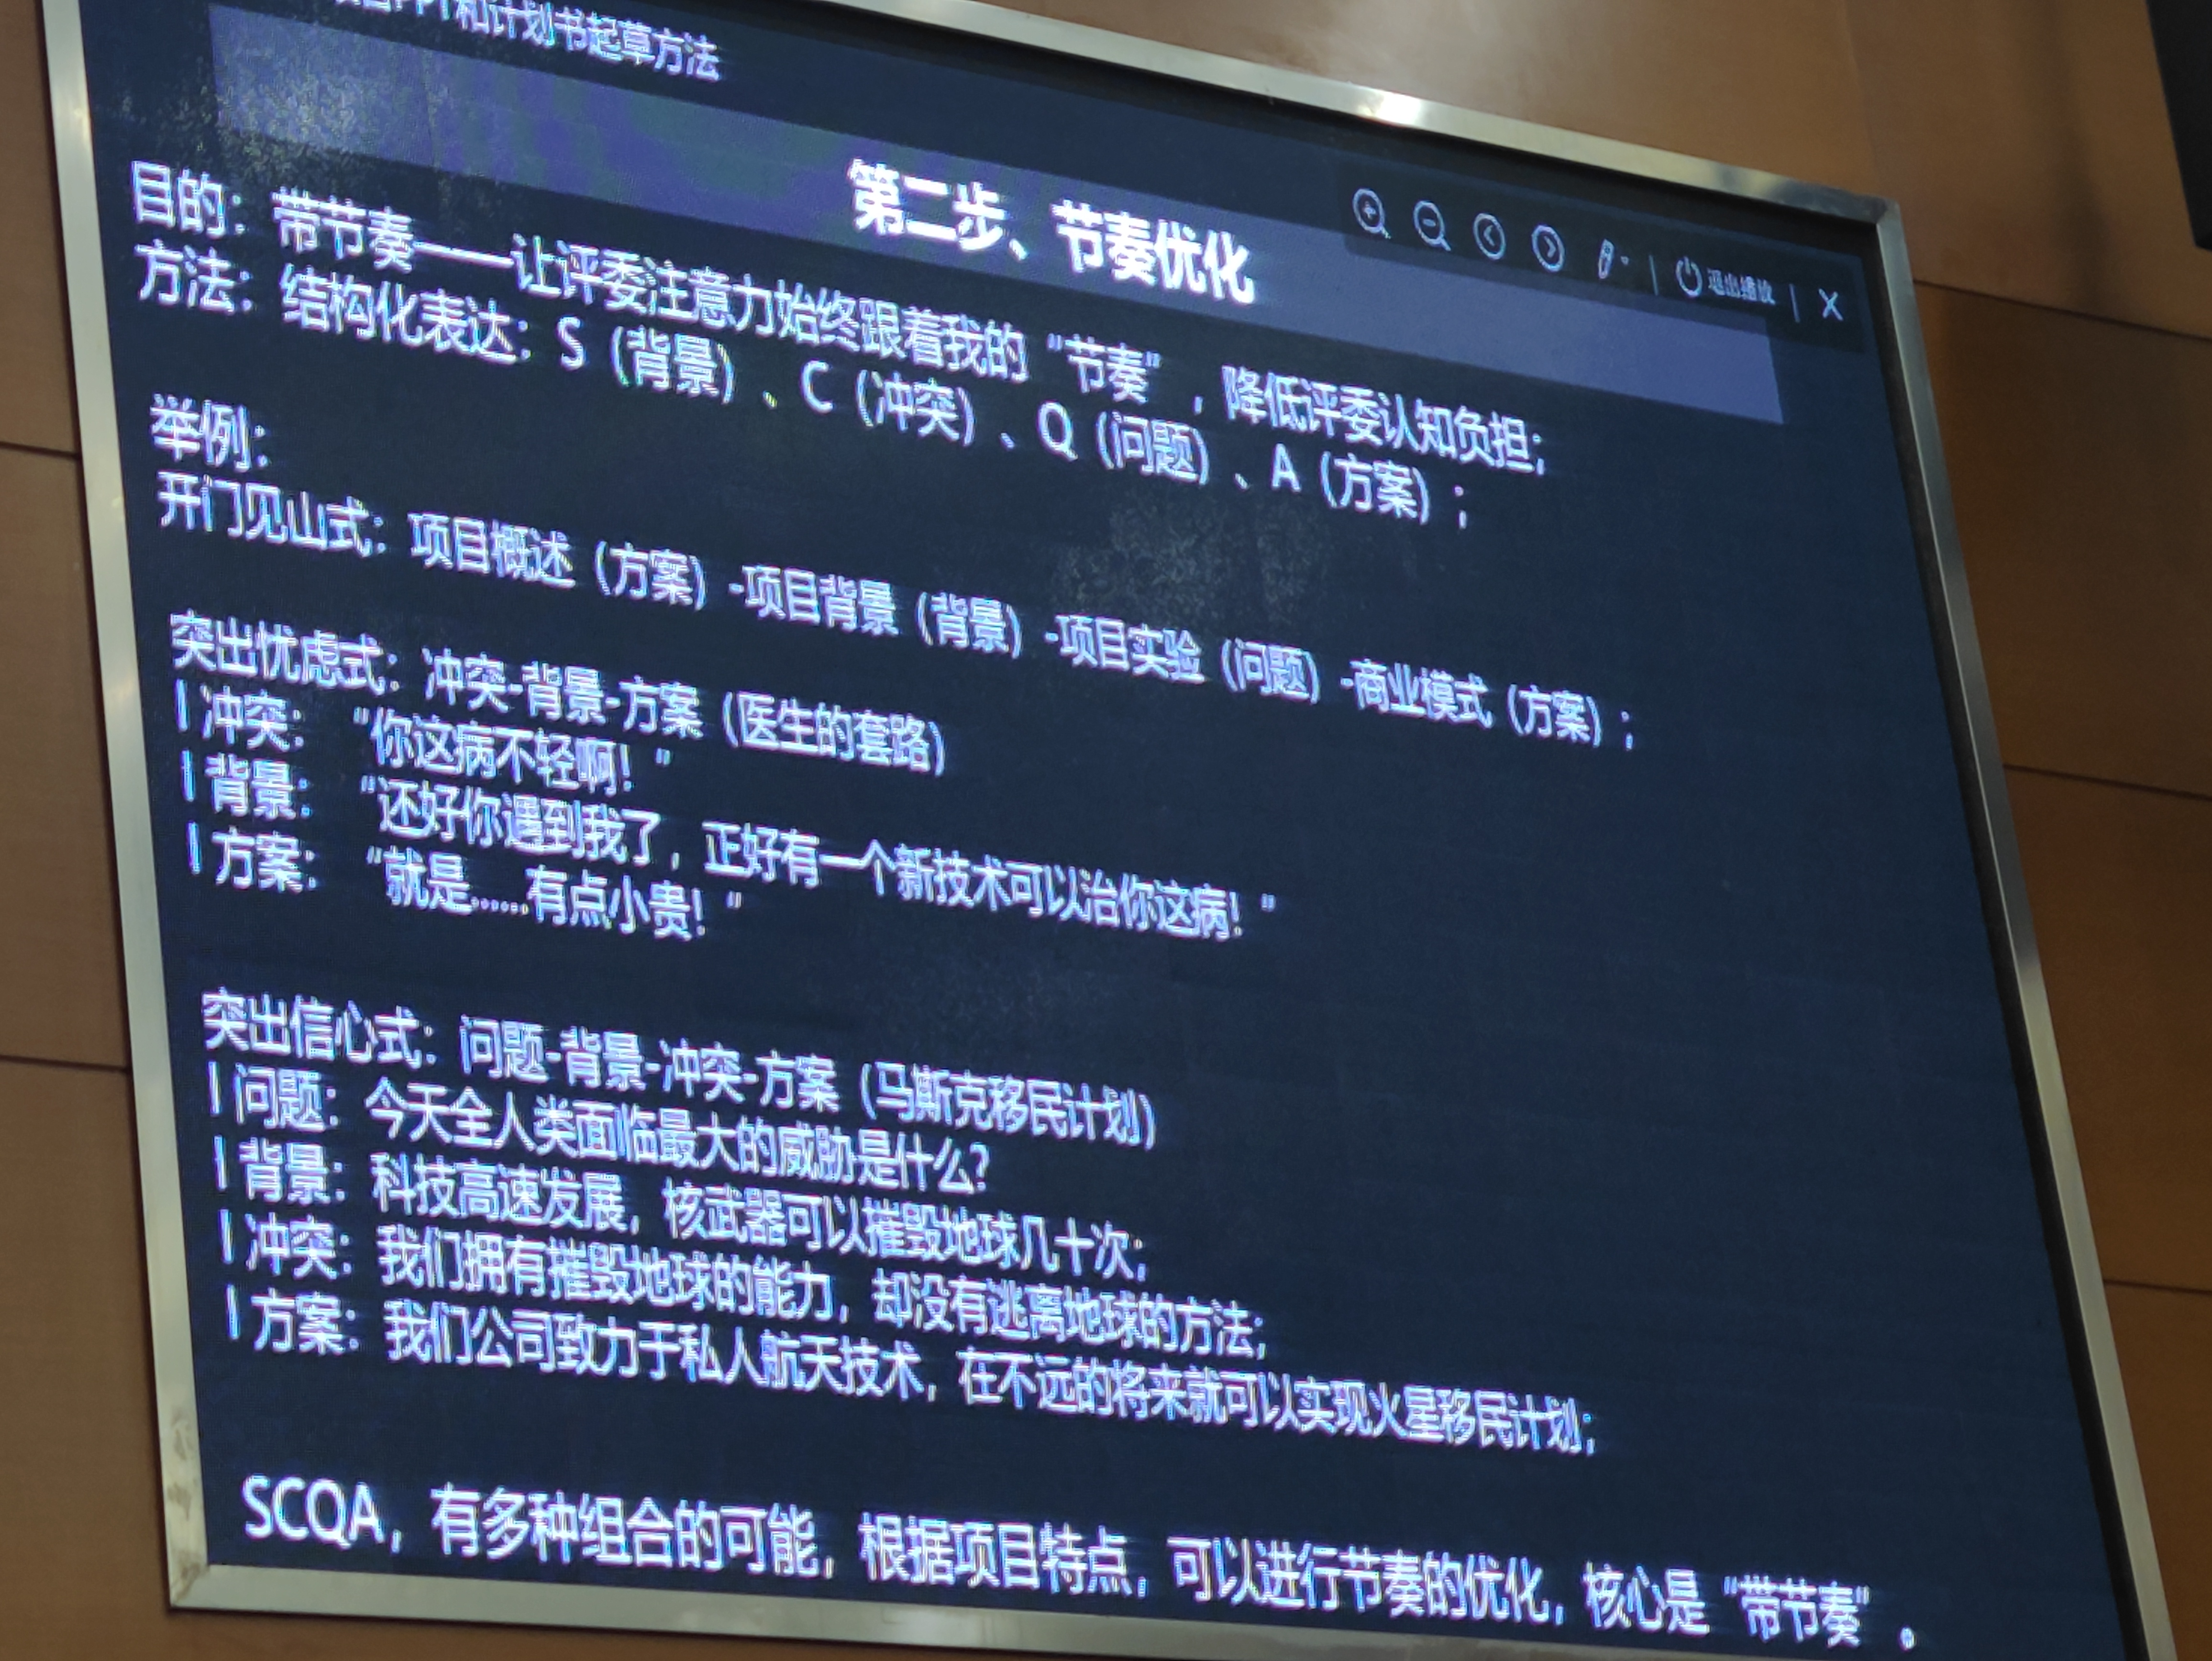 PPT和计划书起草方法
第二步、节奏优化
退出播放
目的：带节奏——让评委注意力始终跟着我的“节奏”，降低评委认知负担；
方法：结构化表达：S（背景）、C（冲突）、Q（问题）、A（方案）；
举例：
开门见山式：项目概述（方案）-项目背景（背景）-项目实验（问题）-商业模式（方案）；
突出忧虑式：冲突-背景-方案（医生的套路）
l 冲突：“你这病不轻啊！”
l 背景：“还好你遇到我了，正好有一个新技术可以治你这病！”
l 方案：“就是……有点小贵！”
突出信心式：问题-背景-冲突-方案（马斯克移民计划）
l 问题：今天全人类面临最大的威胁是什么？
l 背景：科技高速发展，核武器可以摧毁地球几十次；
l 冲突：我们拥有摧毁地球的能力，却没有逃离地球的方法；
l 方案：我们公司致力于私人航天技术，在不远的将来就可以实现火星移民计划；
SCQA，有多种组合的可能，根据项目特点，可以进行节奏的优化，核心是“带节奏”。